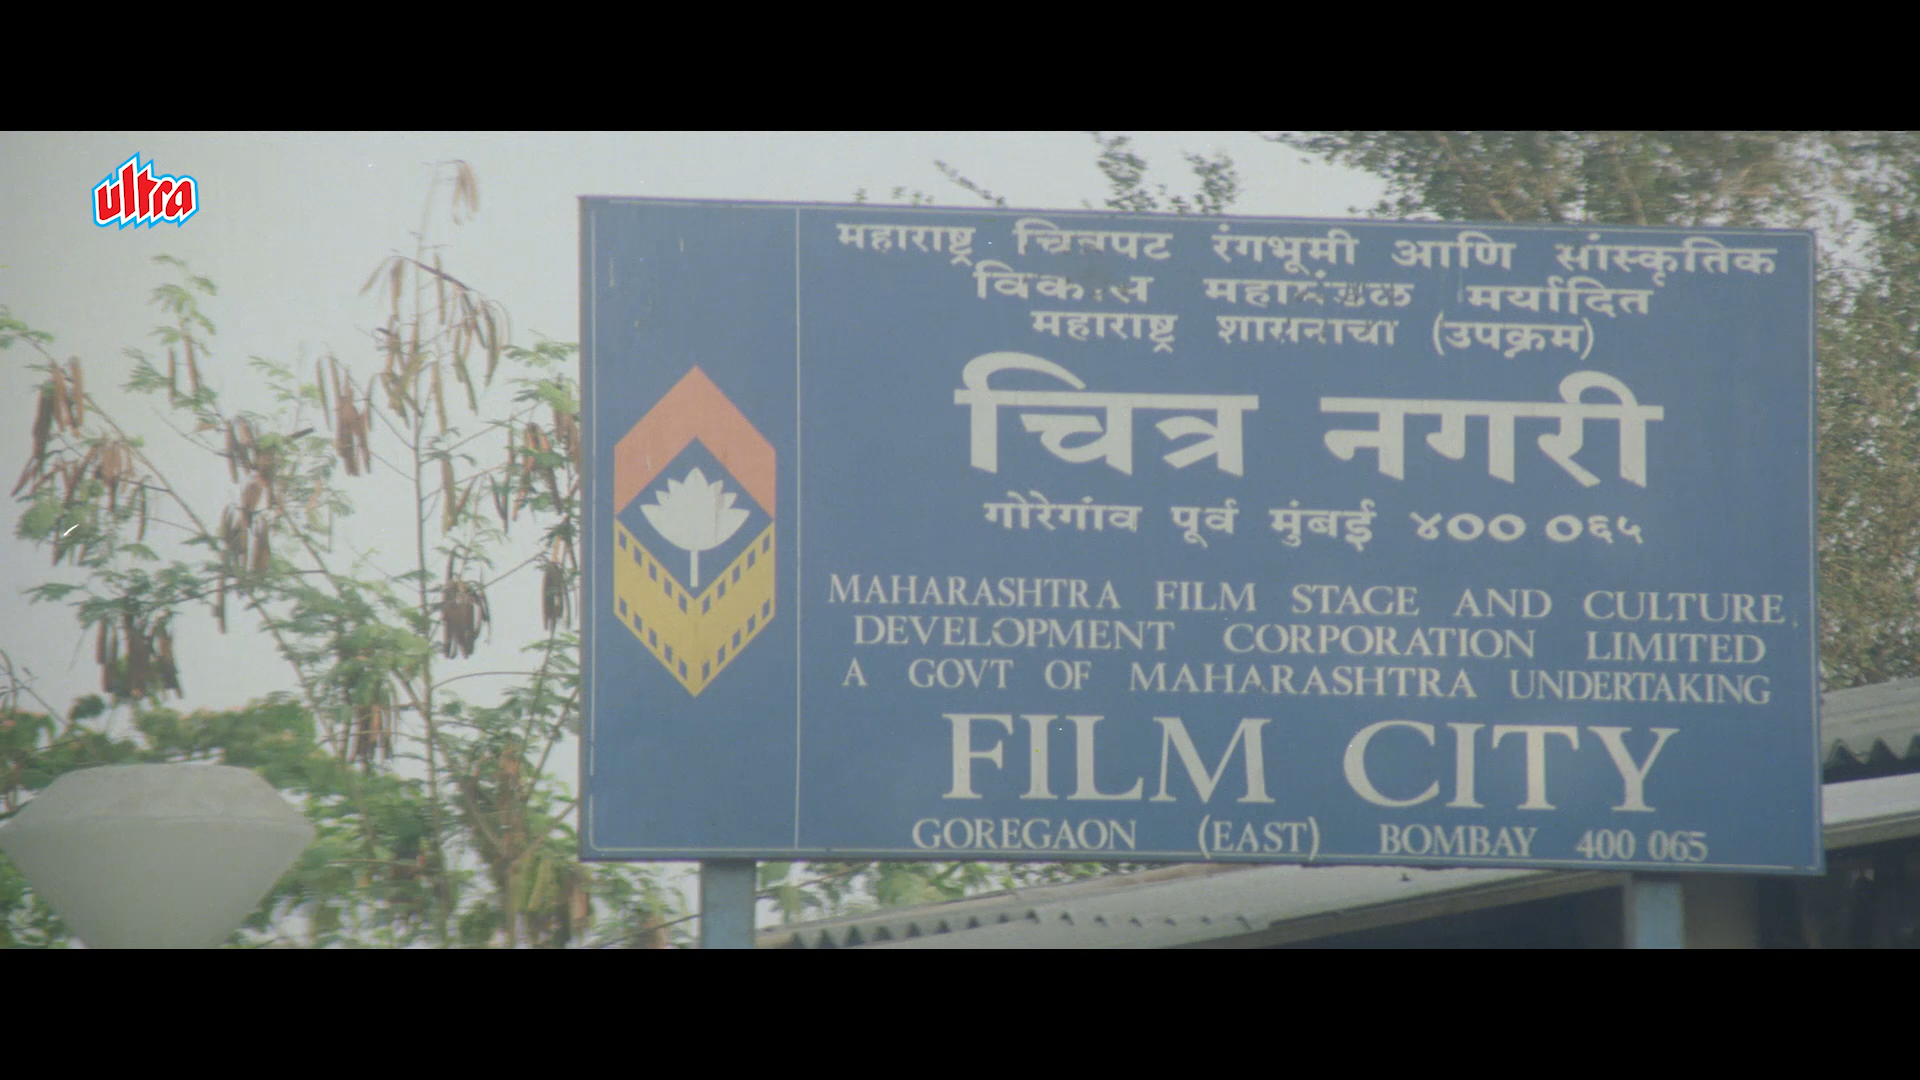 ultra
महाराष्ट्र चित्रपट रंगभूमी आणि सांस्कृतिक
विकास महामंडळ मर्यादित
महाराष्ट्र शासनाचा (उपक्रम)
चित्र नगरी
गोरेगांव पूर्व मुंबई ४०० ०६५
MAHARASHTRA FILM STAGE AND CULTURE
DEVELOPMENT CORPORATION LIMITED
A GOVT OF MAHARASHTRA UNDERTAKING
FILM CITY
GOREGAON (EAST) BOMBAY 400 065